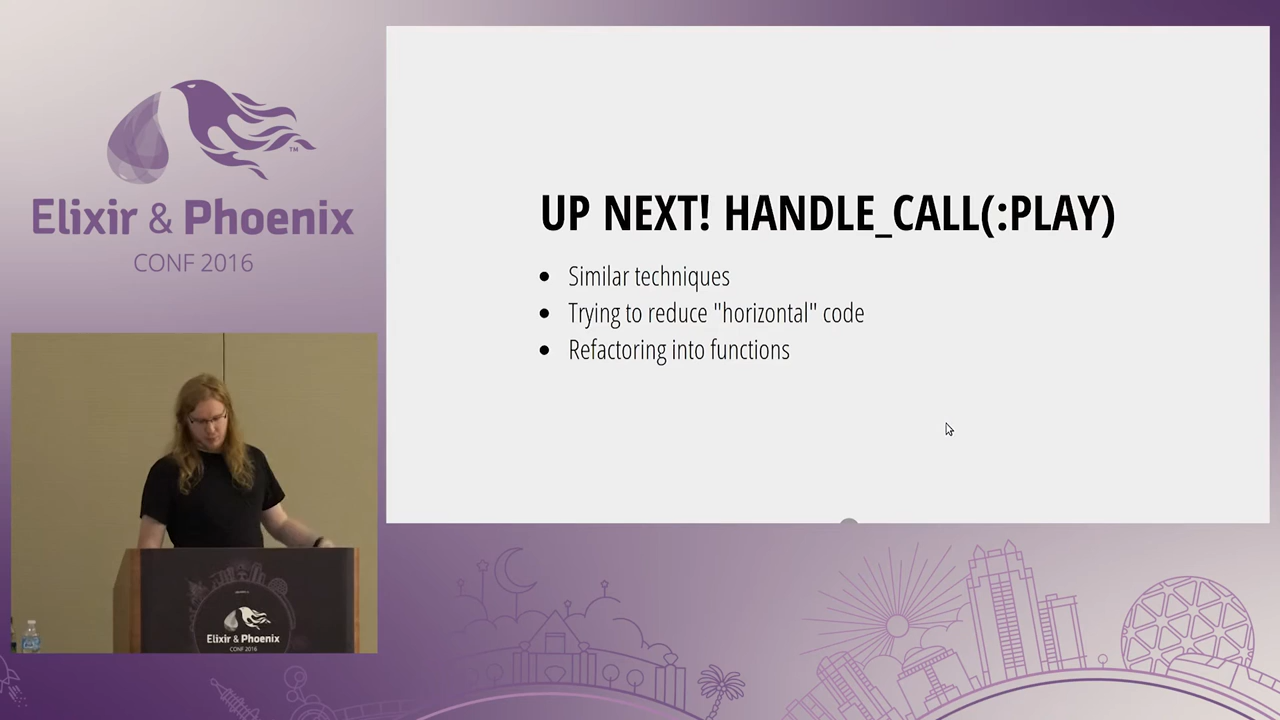 Elixir & Phoenix
CONF 2016
TM
UP NEXT! HANDLE_CALL(:PLAY)
Similar techniques
Trying to reduce "horizontal" code
Refactoring into functions
Elixir & Phoenix
CONF 2016